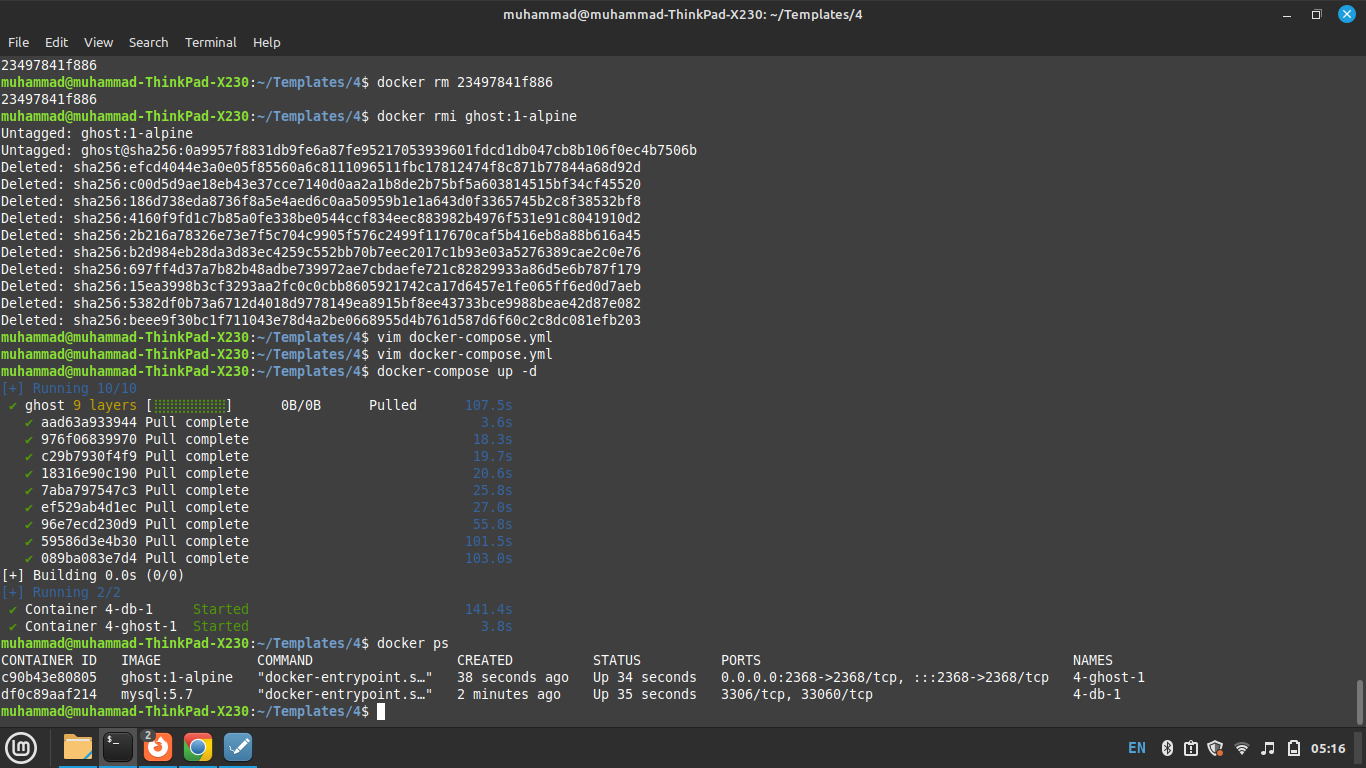 muhammad@muhammad-ThinkPad-X230: ~/Templates/4
File Edit View Search Terminal Help
23497841f886
muhammad@muhammad-ThinkPad-X230:~/Templates/4$ docker rm 23497841f886
23497841f886
muhammad@muhammad-ThinkPad-X230:~/Templates/4$ docker rmi ghost:1-alpine
Untagged: ghost:1-alpine
Untagged: ghost@sha256:0a9957f8831db9fe6a87fe95217053939601fdcd1db047cb8b106f0ec4b7506b
Deleted: sha256:efcd4044e3a0e05f85560a6c8111096511fbc17812474f8c871b77844a68d92d
Deleted: sha256:c00d5d9ae18eb43e37cce7140d0aa2a1b8de2b75bf5a603814515bf34cf45520
Deleted: sha256:186d738eda8736f8a5e4aed6c0aa50959b1e1a643d0f3365745b2c8f38532bf8
Deleted: sha256:4160f9fd1c7b85a0fe338be0544ccf834eec883982b4976f531e91c8041910d2
Deleted: sha256:2b216a78326e73e7f5c704c9905f576c2499f117670caf5b416eb8a88b616a45
Deleted: sha256:b2d984eb28da3d83ec4259c552bb70b7eec2017c1b93e03a5276389cae2c0e76
Deleted: sha256:697ff4d37a7b82b48adbe739972ae7cbdaefe721c82829933a86d5e6b787f179
Deleted: sha256:15ea3998b3cf3293aa2fc0c0cbb8605921742ca17d6457e1fe065ff6ed0d7aeb
Deleted: sha256:5382df0b73a6712d4018d9778149ea8915bf8ee43733bce9988beae42d87e082
Deleted: sha256:beee9f30bc1f711043e78d4a2be0668955d4b761d587d6f60c2c8dc081efb203
muhammad@muhammad-ThinkPad-X230:~/Templates/4$ vim docker-compose.yml
muhammad@muhammad-ThinkPad-X230:~/Templates/4$ vim docker-compose.yml
muhammad@muhammad-ThinkPad-X230:~/Templates/4$ docker-compose up -d
[+] Running 10/10
✔ ghost 9 layers [⣿⣿⣿⣿⣿⣿⣿⣿⣿] 0B/0B Pulled 107.5s
✔ aad63a933944 Pull complete 3.6s
✔ 976f06839970 Pull complete 18.3s
✔ c29b7930f4f9 Pull complete 19.7s
✔ 18316e90c190 Pull complete 20.6s
✔ 7aba797547c3 Pull complete 25.8s
✔ ef529ab4d1ec Pull complete 27.0s
✔ 96e7ecd230d9 Pull complete 55.8s
✔ 59586d3e4b30 Pull complete 101.5s
✔ 089ba083e7d4 Pull complete 103.0s
[+] Building 0.0s (0/0)
[+] Running 2/2
✔ Container 4-db-1 Started 141.4s
✔ Container 4-ghost-1 Started 3.8s
muhammad@muhammad-ThinkPad-X230:~/Templates/4$ docker ps
CONTAINER ID IMAGE COMMAND CREATED STATUS PORTS NAMES
c90b43e80805 ghost:1-alpine "docker-entrypoint.s…" 38 seconds ago Up 34 seconds 0.0.0.0:2368->2368/tcp, :::2368->2368/tcp 4-ghost-1
df0c89aaf214 mysql:5.7 "docker-entrypoint.s…" 2 minutes ago Up 35 seconds 3306/tcp, 33060/tcp 4-db-1
muhammad@muhammad-ThinkPad-X230:~/Templates/4$
2 EN 05:16